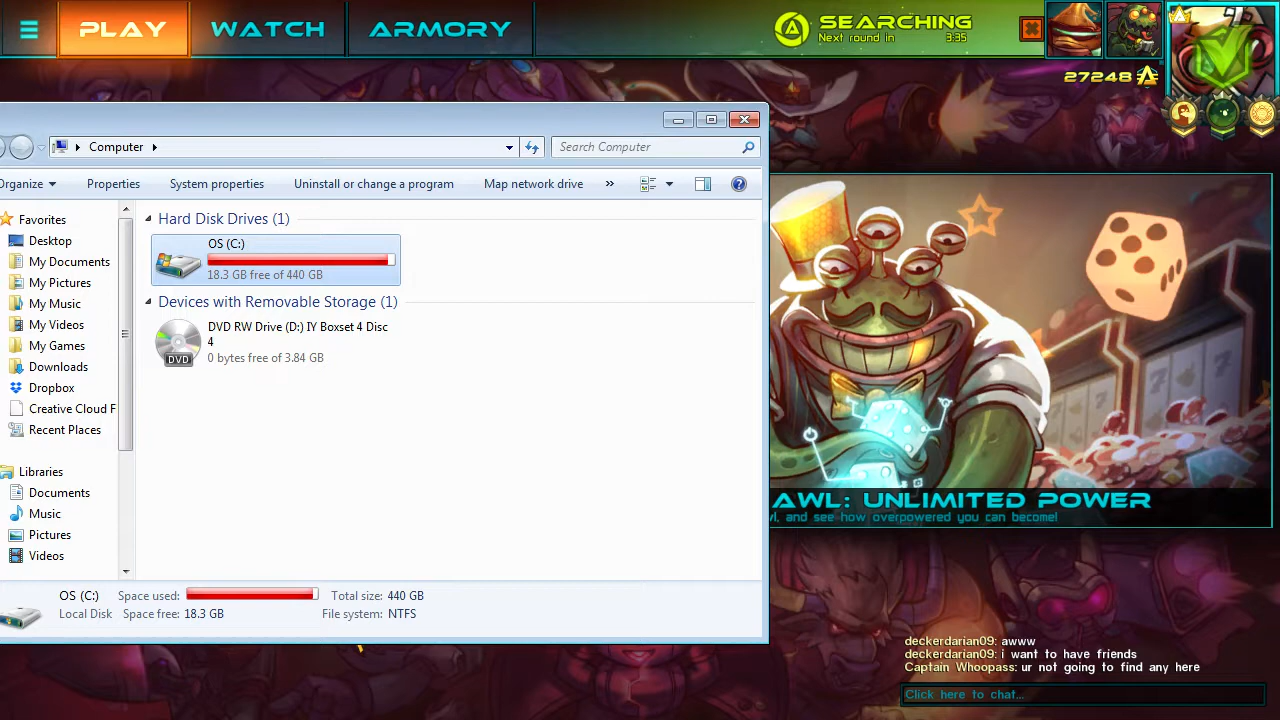 PLAY
WATCH
ARMORY
SEARCHING
Next round in 3:35
27248
Computer
Search Computer
Organize
Properties
System properties
Uninstall or change a program
Map network drive
»
Favorites
Desktop
My Documents
My Pictures
My Music
My Videos
My Games
Downloads
Dropbox
Creative Cloud F
Recent Places
Libraries
Documents
Music
Pictures
Videos
Hard Disk Drives (1)
OS (C:)
18.3 GB free of 440 GB
Devices with Removable Storage (1)
DVD RW Drive (D:) IY Boxset 4 Disc
4
0 bytes free of 3.84 GB
DVD
OS (C:) Space used: Total size: 440 GB
Local Disk Space free: 18.3 GB File system: NTFS
AWL: UNLIMITED POWER
l, and see how overpowered you can become!
deckerdarian09: awww
deckerdarian09: i want to have friends
Captain Whoopass: ur not going to find any here
Click here to chat...